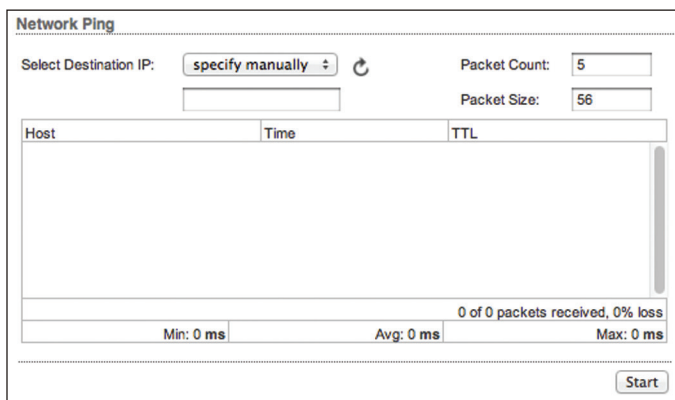 Network Ping
Select Destination IP: specify manually Packet Count: 5
Packet Size: 56
Host Time TTL
0 of 0 packets received, 0% loss
Min: 0 ms Avg: 0 ms Max: 0 ms
Start